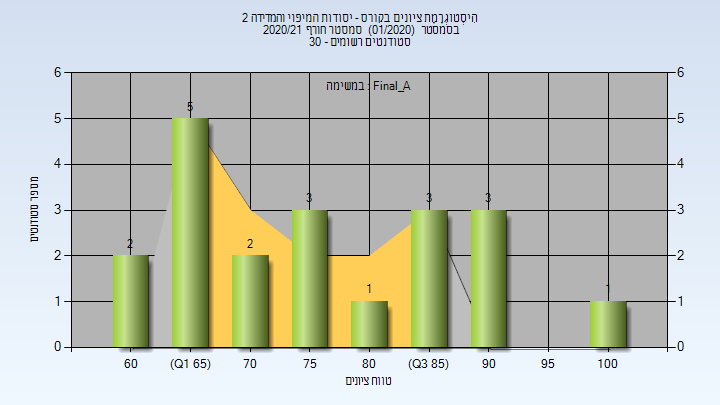 היסטוגרמת ציונים בקורס - יסודות המיפוי והמדידה 2
בסמסטר (01/2020) סמסטר חורף 2020/21
סטודנטים רשומים - 30
במשימה : Final_A
מספר סטודנטים
6 6
5 5
4 4
3 3
2 2
1 1
0 0
2 5 2 3 1 3 3 1
60 (Q1 65) 70 75 80 (Q3 85) 90 95 100
טווח ציונים